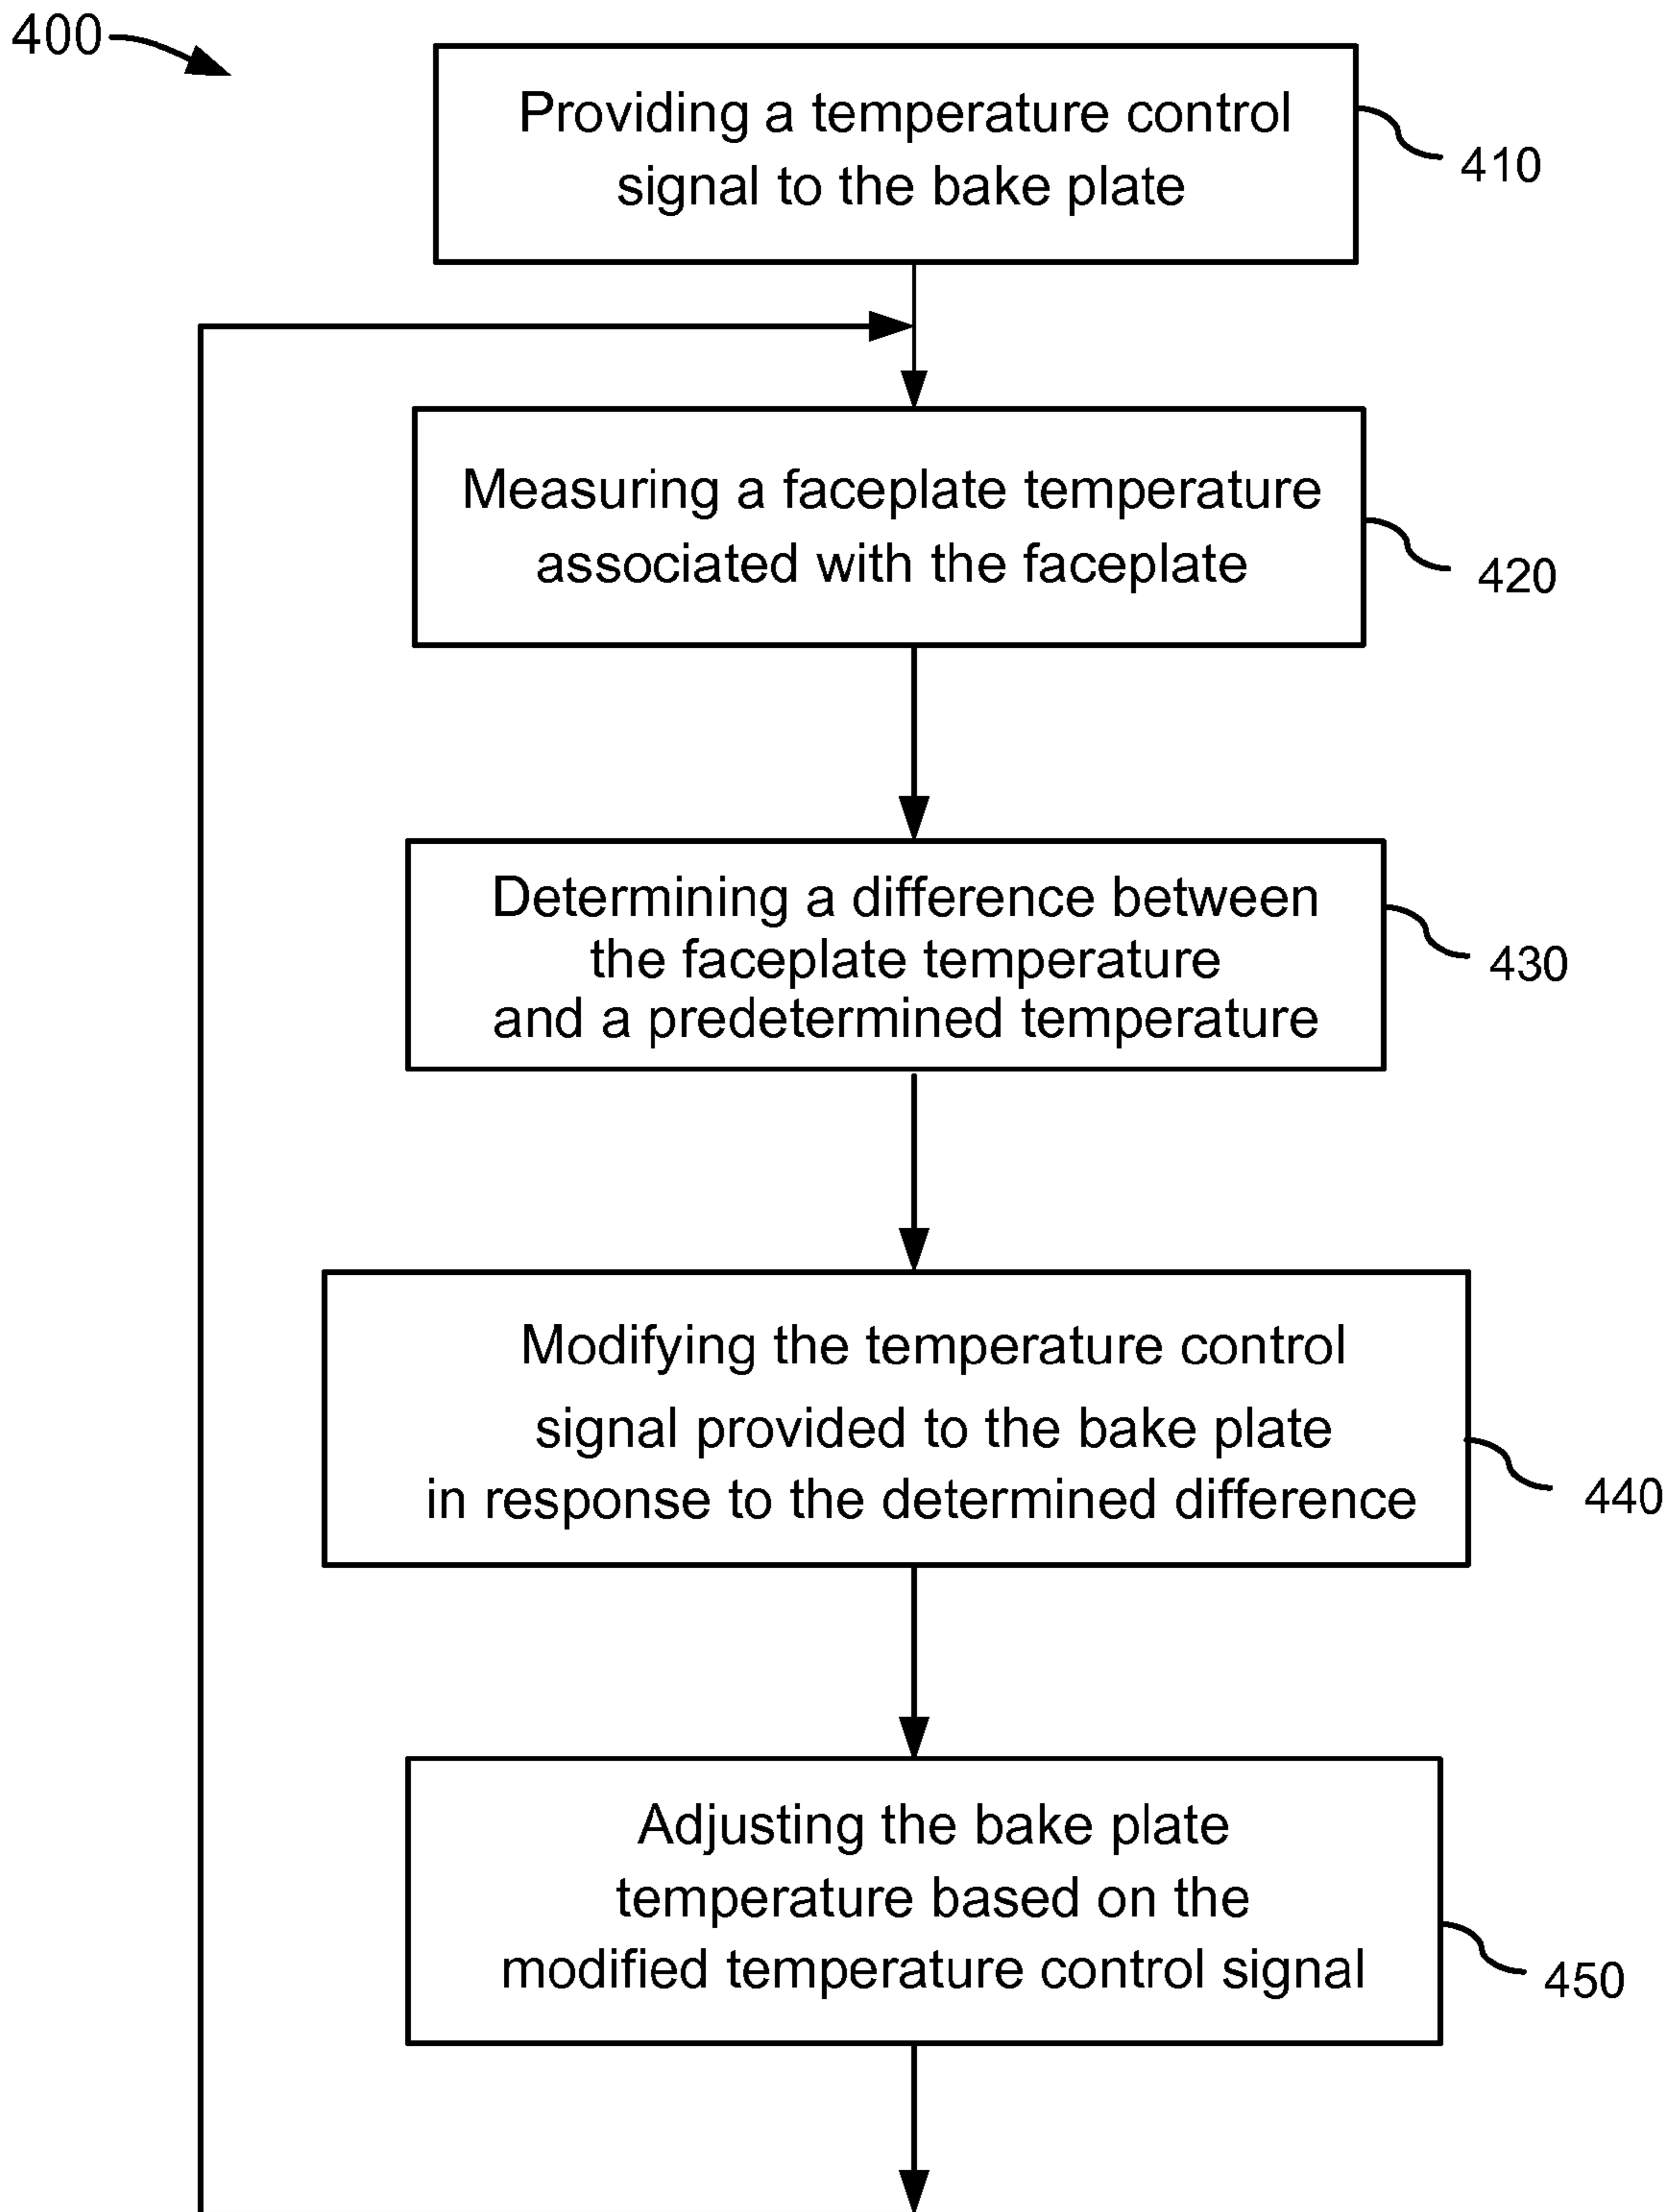 400
Providing a temperature control
signal to the bake plate
410
Measuring a faceplate temperature
associated with the faceplate
420
Determining a difference between
the faceplate temperature
and a predetermined temperature
430
Modifying the temperature control
signal provided to the bake plate
in response to the determined difference
440
Adjusting the bake plate
temperature based on the
modified temperature control signal
450